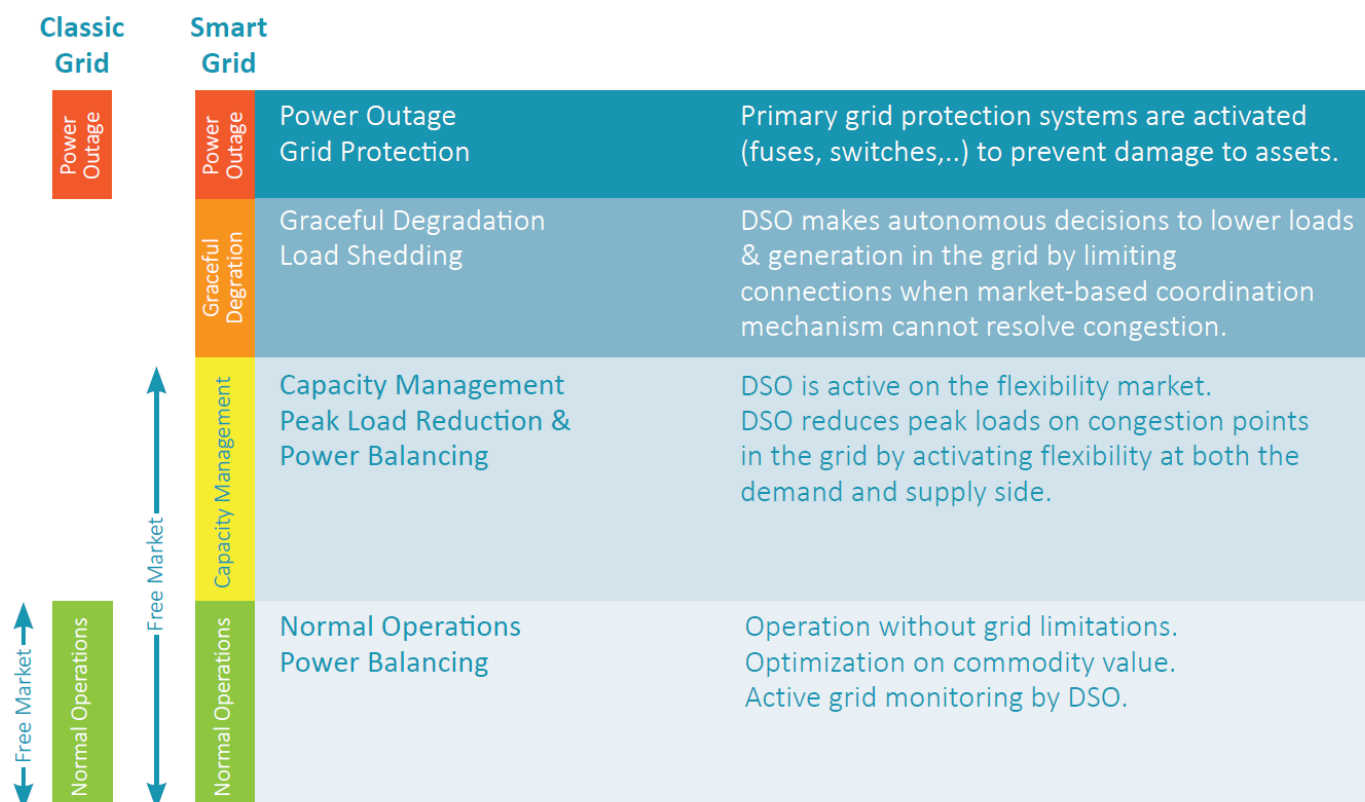 Classic
Grid
Smart
Grid
Power
Outage
Power
Outage
Power Outage
Grid Protection
Primary grid protection systems are activated
(fuses, switches,..) to prevent damage to assets.
Graceful
Degration
Graceful Degradation
Load Shedding
DSO makes autonomous decisions to lower loads
& generation in the grid by limiting
connections when market-based coordination
mechanism cannot resolve congestion.
Free Market
Capacity Management
Capacity Management
Peak Load Reduction &
Power Balancing
DSO is active on the flexibility market.
DSO reduces peak loads on congestion points
in the grid by activating flexibility at both the
demand and supply side.
Free Market
Normal Operations
Normal Operations
Normal Operations
Power Balancing
Operation without grid limitations.
Optimization on commodity value.
Active grid monitoring by DSO.